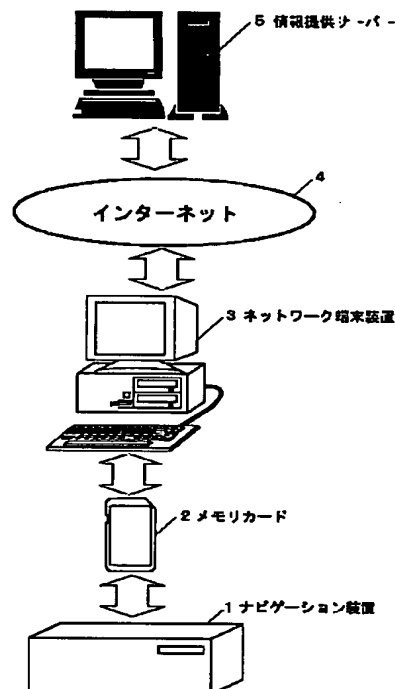 5 情報提供サーバー
4
インターネット
3 ネットワーク端末装置
2 メモリカード
1 ナビゲーション装置